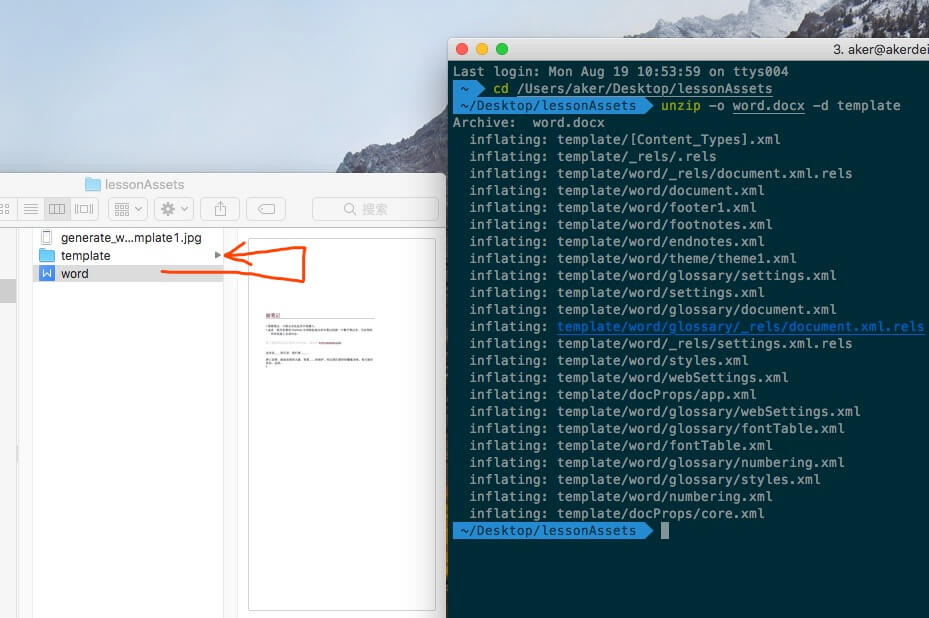 3. aker@akerdei
Last login: Mon Aug 19 10:53:59 on ttys004
~ cd /Users/aker/Desktop/lessonAssets
~/Desktop/lessonAssets unzip -o word.docx -d template
Archive:  word.docx
inflating: template/[Content_Types].xml
inflating: template/_rels/.rels
inflating: template/word/_rels/document.xml.rels
inflating: template/word/document.xml
inflating: template/word/footer1.xml
inflating: template/word/footnotes.xml
inflating: template/word/endnotes.xml
inflating: template/word/theme/theme1.xml
inflating: template/word/glossary/settings.xml
inflating: template/word/settings.xml
inflating: template/word/glossary/document.xml
inflating: template/word/glossary/_rels/document.xml.rels
inflating: template/word/_rels/settings.xml.rels
inflating: template/word/styles.xml
inflating: template/word/webSettings.xml
inflating: template/docProps/app.xml
inflating: template/word/glossary/webSettings.xml
inflating: template/word/glossary/fontTable.xml
inflating: template/word/fontTable.xml
inflating: template/word/glossary/numbering.xml
inflating: template/word/glossary/styles.xml
inflating: template/word/numbering.xml
inflating: template/docProps/core.xml
~/Desktop/lessonAssets
lessonAssets
搜索
generate_w...mplate1.jpg
template
W word